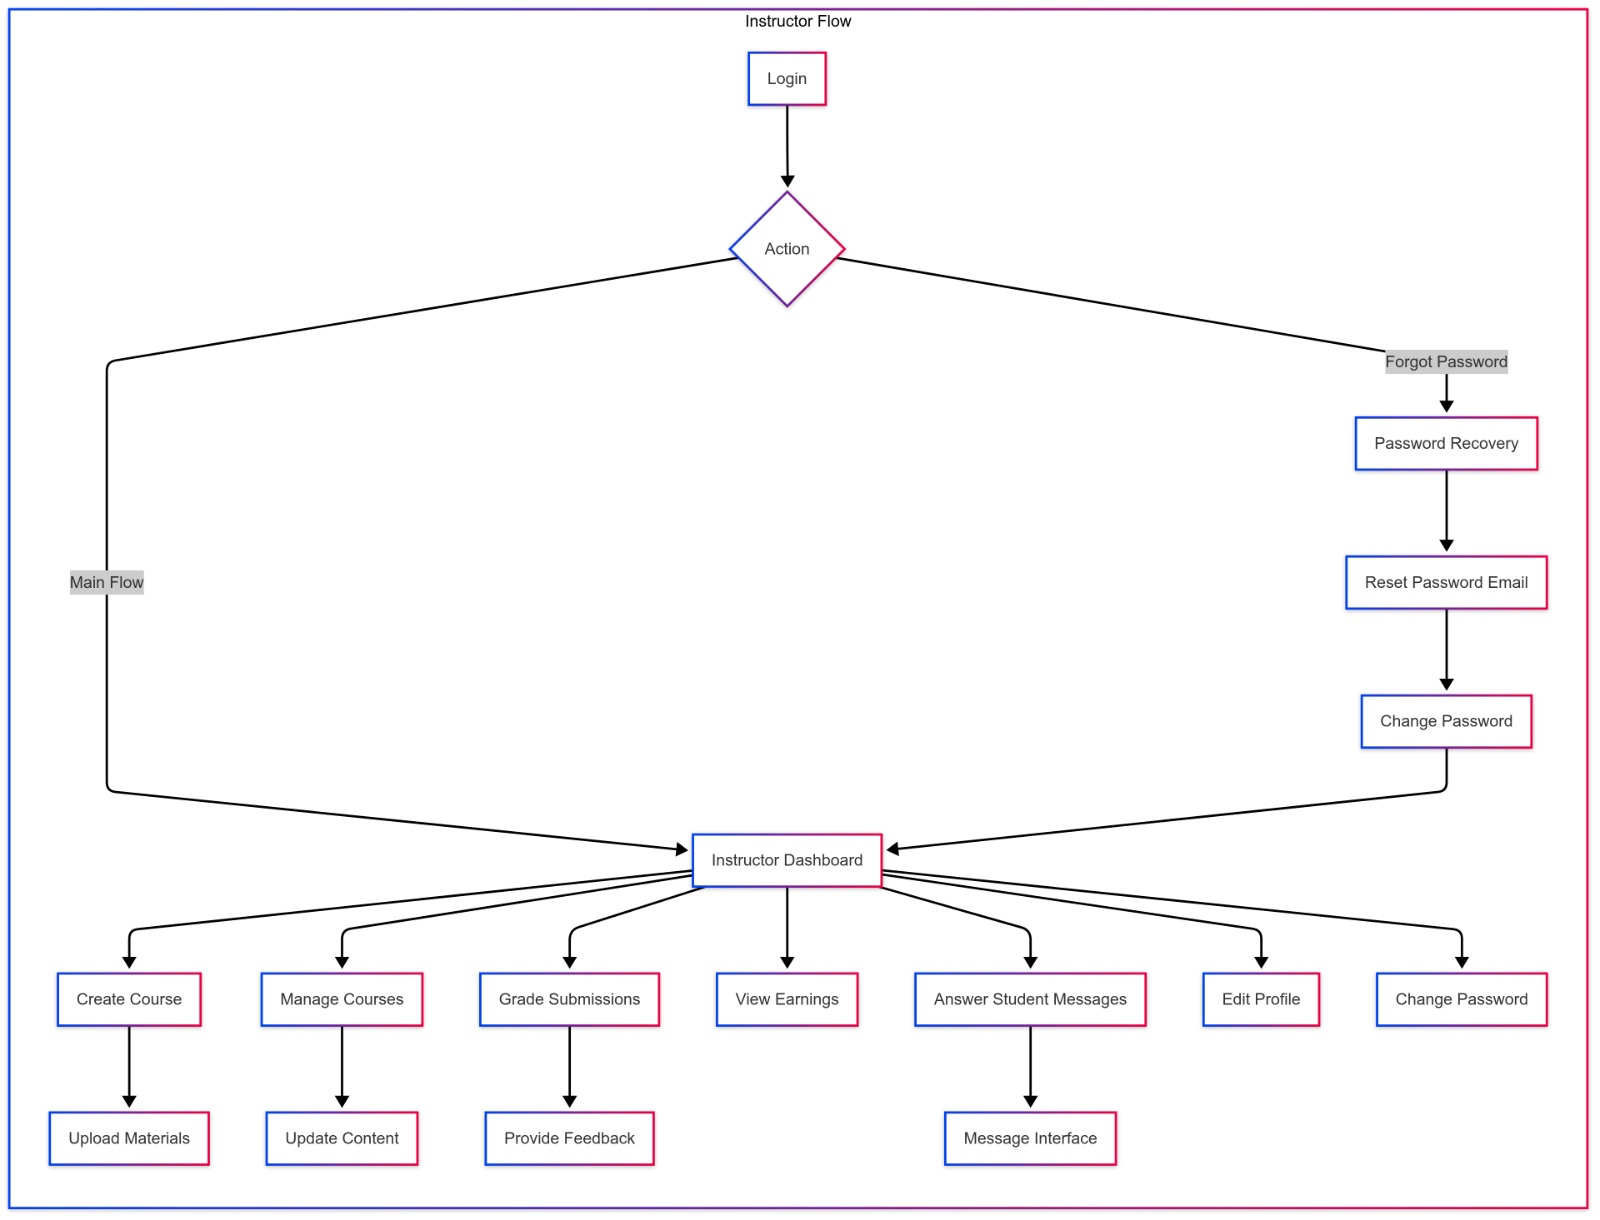 Instructor Flow
Login
Action
Forgot Password
Password Recovery
Main Flow
Reset Password Email
Change Password
Instructor Dashboard
Create Course
Manage Courses
Grade Submissions
View Earnings
Answer Student Messages
Edit Profile
Change Password
Upload Materials
Update Content
Provide Feedback
Message Interface